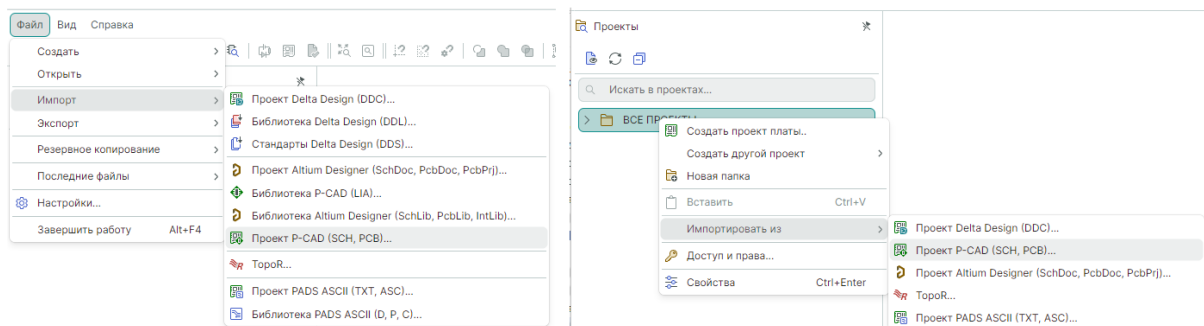 Файл Вид Справка
Создать
Открыть
Импорт
Экспорт
Резервное копирование
Последние файлы
Настройки...
Завершить работу Alt+F4
Проект Delta Design (DDC)...
Библиотека Delta Design (DDL)...
Стандарты Delta Design (DDS)...
Проект Altium Designer (SchDoc, PcbDoc, PcbPrj)...
Библиотека P-CAD (LIA)...
Библиотека Altium Designer (SchLib, PcbLib, IntLib)...
Проект P-CAD (SCH, PCB)...
TopoR...
Проект PADS ASCII (TXT, ASC)...
Библиотека PADS ASCII (D, P, C)...
Проекты
Искать в проектах...
ВСЕ ПРОЕКТЫ
Создать проект платы..
Создать другой проект
Новая папка
Вставить Ctrl+V
Импортировать из
Доступ и права...
Свойства Ctrl+Enter
Проект Delta Design (DDC)...
Проект P-CAD (SCH, PCB)...
Проект Altium Designer (SchDoc, PcbDoc, PcbPrj)...
TopoR...
Проект PADS ASCII (TXT, ASC)...